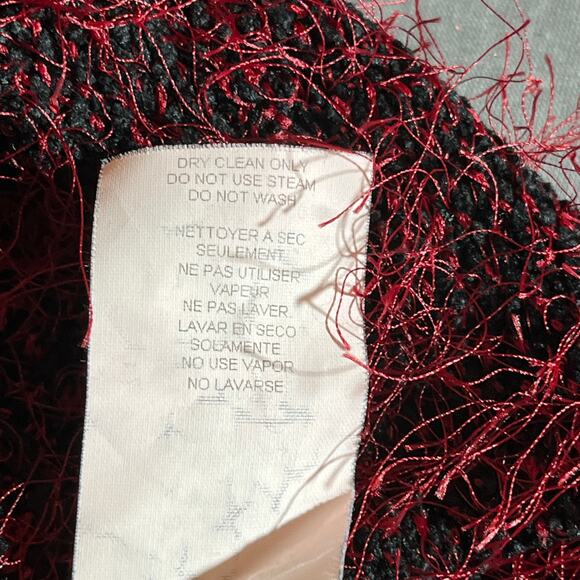 DRY CLEAN ONLY
DO NOT USE STEAM
DO NOT WASH
NETTOYER A SEC
SEULEMENT
NE PAS UTILISER
VAPEUR
NE PAS LAVER.
LAVAR EN SECO
SOLAMENTE
NO USE VAPOR
NO LAVARSE.